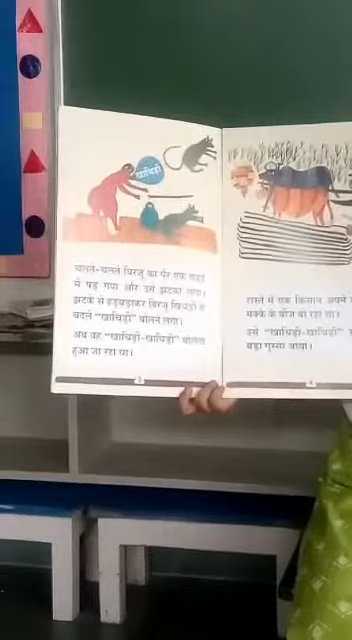 खाचिड़ी
चलते-चलते बिरजू का पैर एक गड्ढे
में पड़ गया और उसे झटका लगा।
झटके से हड़बड़ाकर बिरजू खिचड़ी के
बदले "खाचिड़ी" बोलने लगा।
अब वह "खाचिड़ी-खाचिड़ी" बोलता
हुआ जा रहा था।
रास्ते में एक किसान अपने
मक्के के बीज बो रहा था।
उसे "खाचिड़ी-खाचिड़ी"
बड़ा गुस्सा आया।